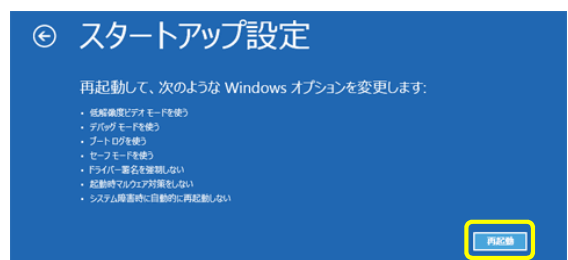 スタートアップ設定
再起動して、次のような Windows オプションを変更します:
• 低解像度ビデオ モードを使う
• デバッグ モードを使う
• ブート ログを使う
• セーフ モードを使う
• ドライバー署名を強制しない
• 起動時マルウェア対策をしない
• システム障害時に自動的に再起動しない
再起動